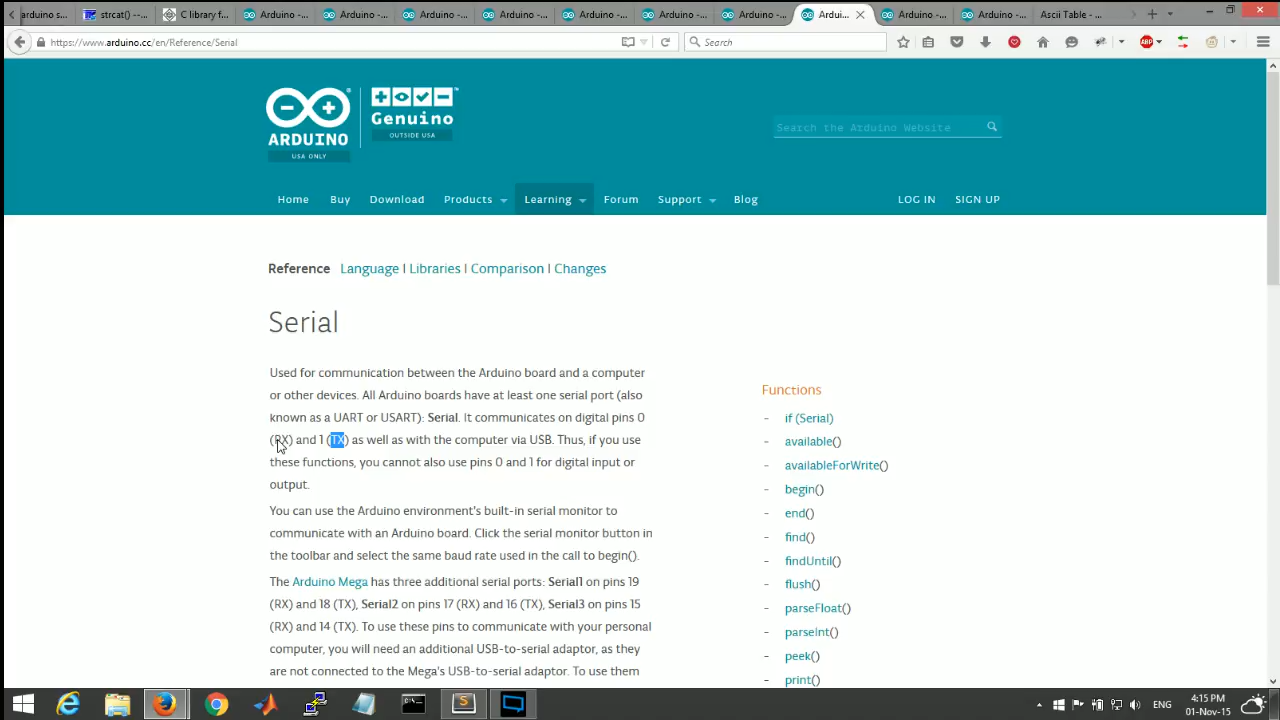 arduino s
strcat() --...
C library f...
Arduino -...
Arduino -...
Arduino -...
Arduino -...
Arduino -...
Arduino -...
Arduino -...
Ardui...
Arduino -...
Arduino -...
Ascii Table -...
https://www.arduino.cc/en/Reference/Serial
Search
ABP
ARDUINO
USA ONLY
Genuino
OUTSIDE USA
Search the Arduino Website
Home Buy Download Products Learning Forum Support Blog
LOG IN SIGN UP
Reference Language | Libraries | Comparison | Changes
Serial
Used for communication between the Arduino board and a computer
or other devices. All Arduino boards have at least one serial port (also
known as a UART or USART): Serial. It communicates on digital pins 0
(RX) and 1 (TX) as well as with the computer via USB. Thus, if you use
these functions, you cannot also use pins 0 and 1 for digital input or
output.
You can use the Arduino environment's built-in serial monitor to
communicate with an Arduino board. Click the serial monitor button in
the toolbar and select the same baud rate used in the call to begin().
The Arduino Mega has three additional serial ports: Serial1 on pins 19
(RX) and 18 (TX), Serial2 on pins 17 (RX) and 16 (TX), Serial3 on pins 15
(RX) and 14 (TX). To use these pins to communicate with your personal
computer, you will need an additional USB-to-serial adaptor, as they
are not connected to the Mega's USB-to-serial adaptor. To use them
Functions
- if (Serial)
- available()
- availableForWrite()
- begin()
- end()
- find()
- findUntil()
- flush()
- parseFloat()
- parseInt()
- peek()
- print()
ENG
4:15 PM
01-Nov-15